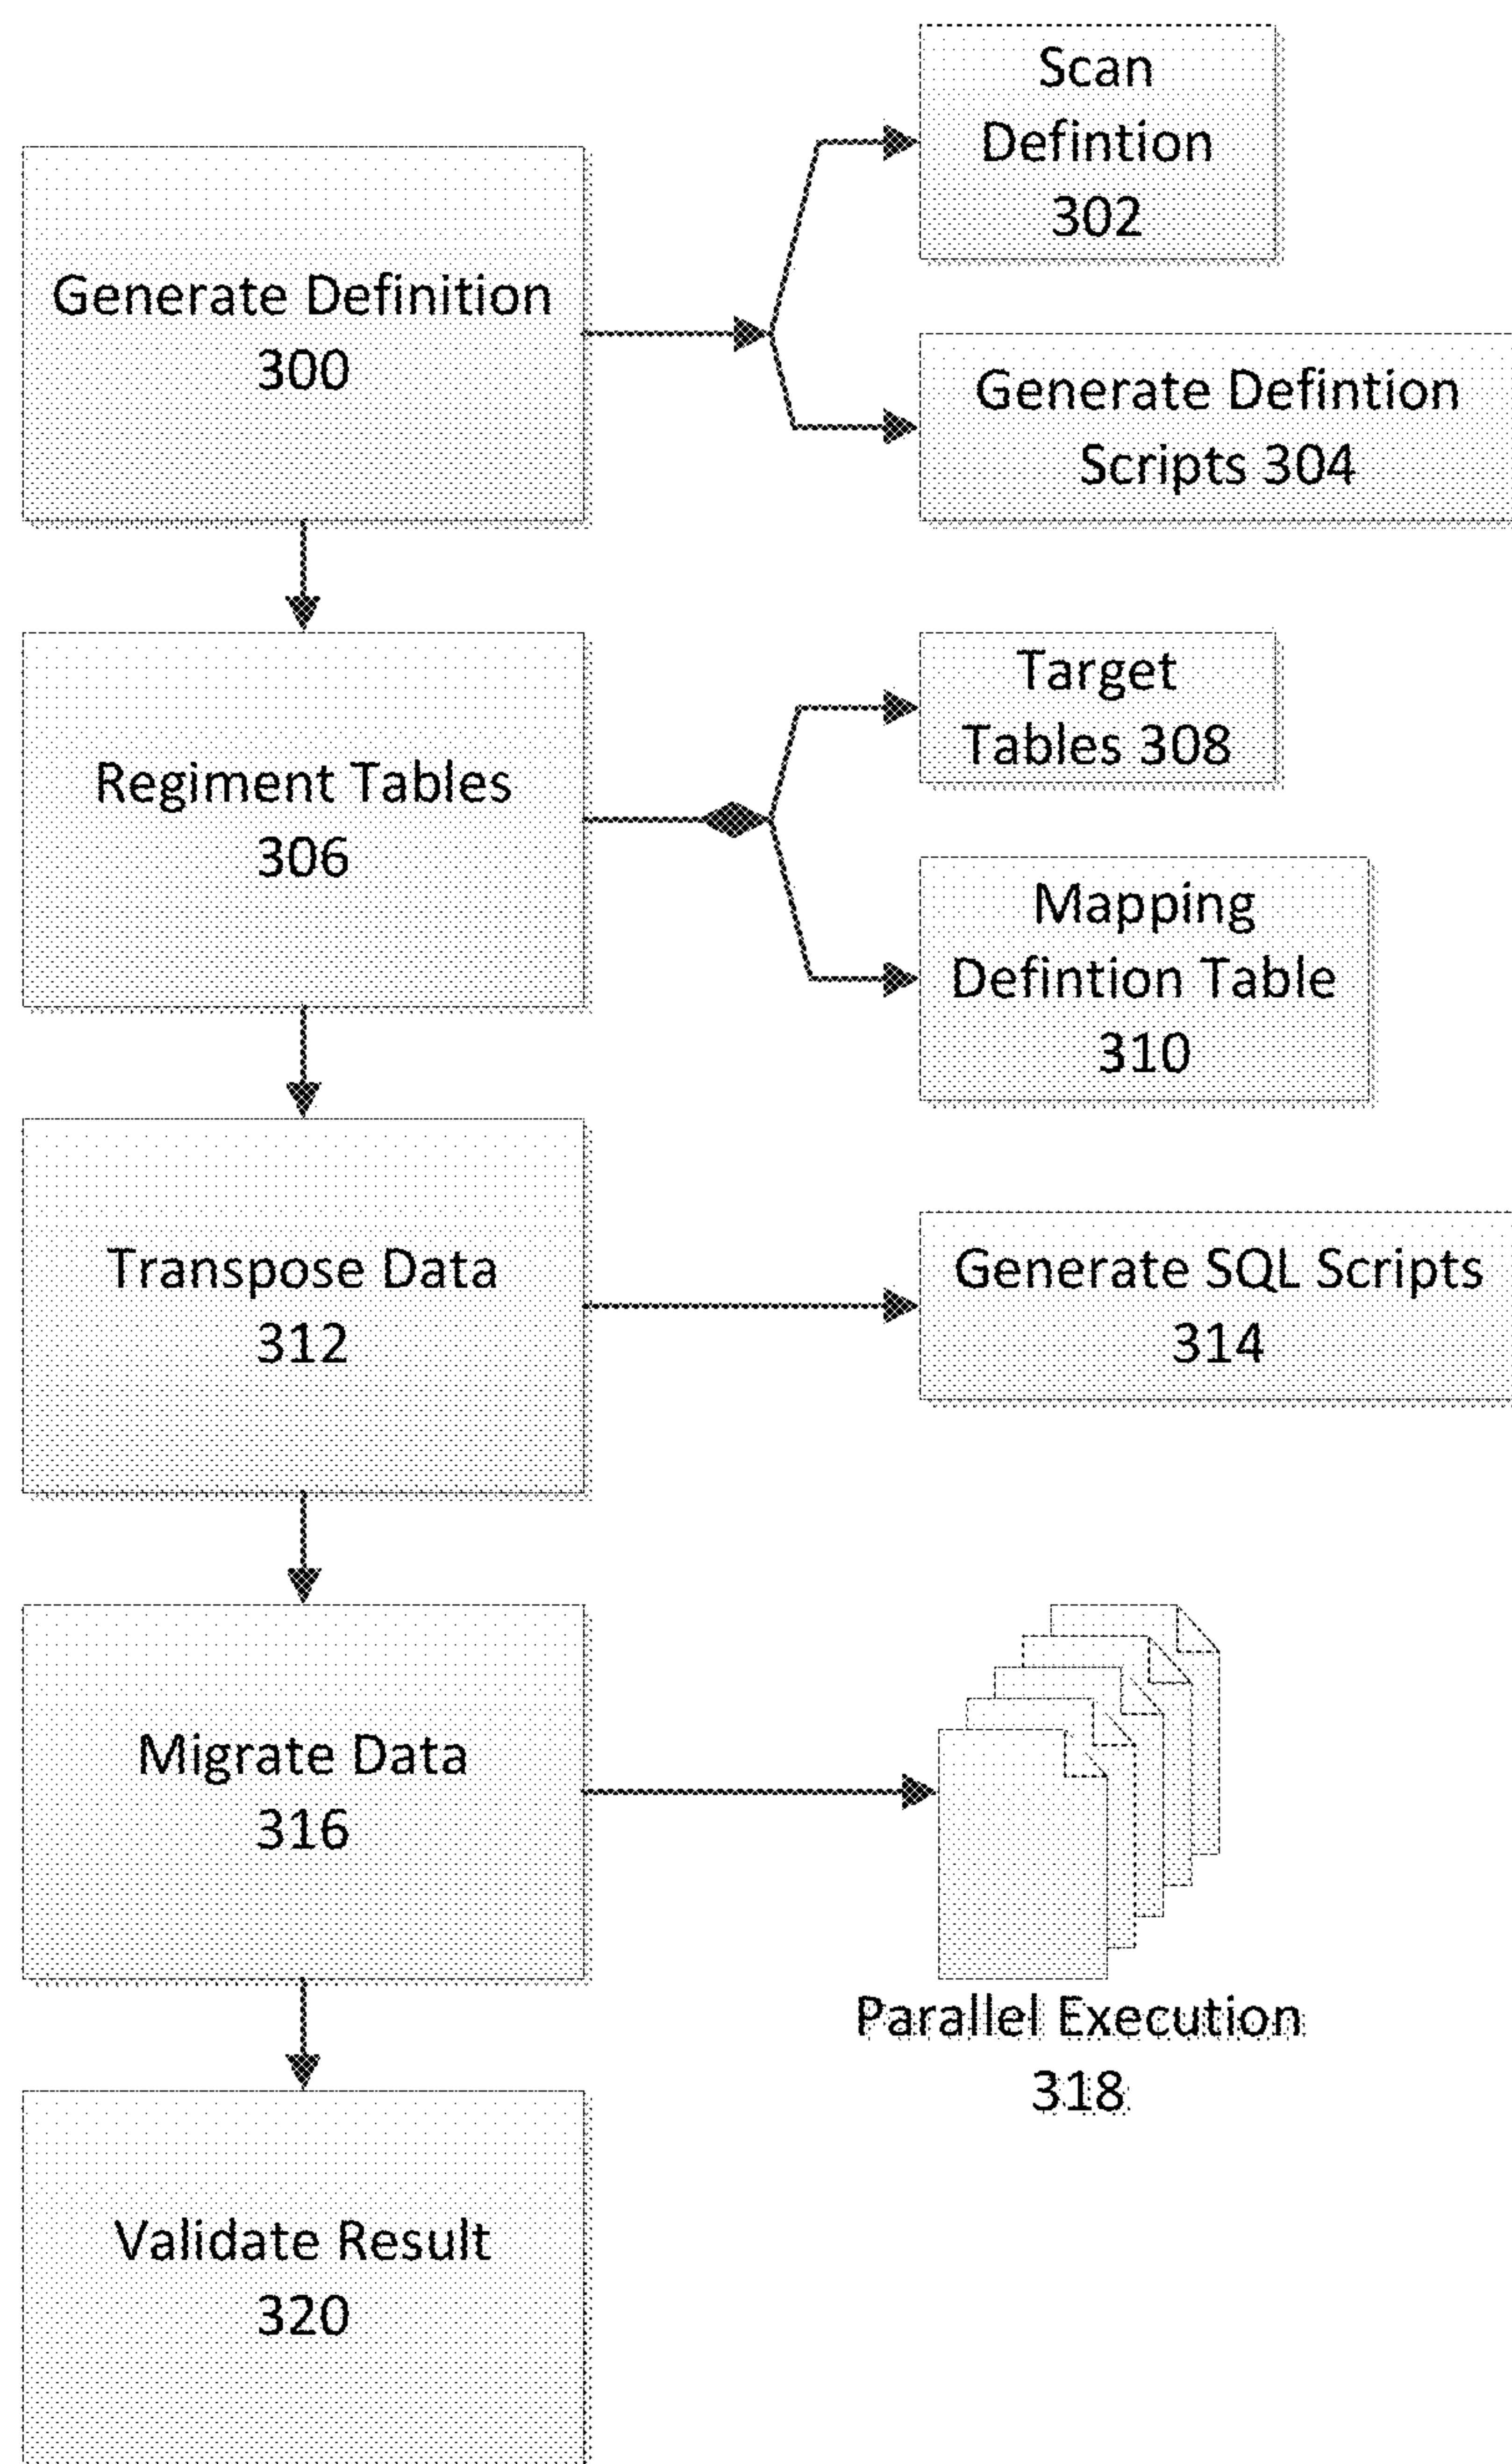 Scan
Defintion
302
Generate Definition
300
Generate Defintion
Scripts 304
Target
Tables 308
Regiment Tables
306
Mapping
Defintion Table
310
Transpose Data
312
Generate SQL Scripts
314
Migrate Data
316
Parallel Execution
318
Validate Result
320